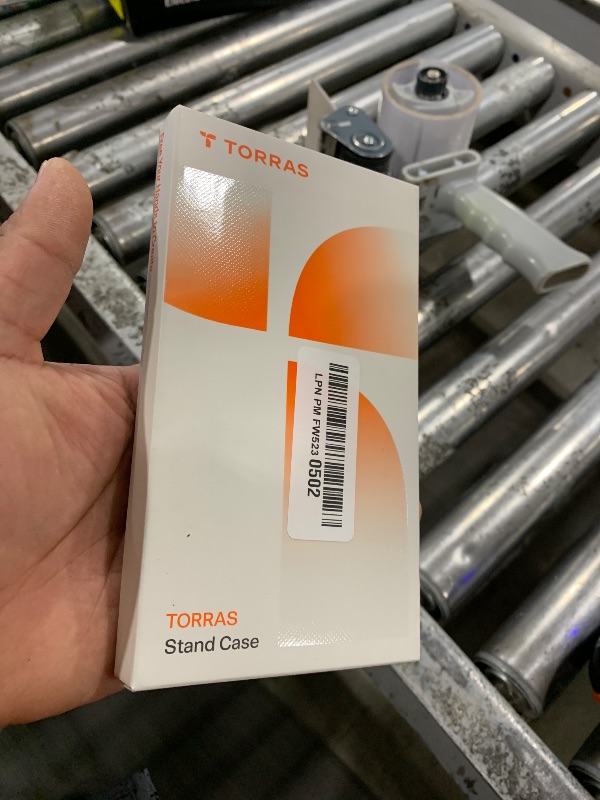 TORRAS
LPN PM FW523 0502
TORRAS
Stand Case